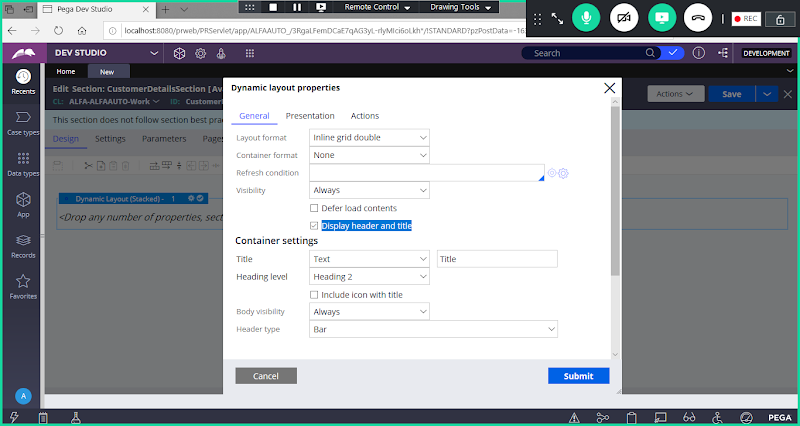 Pega Dev Studio
Remote Control
Drawing Tools
REC
localhost:8080/prweb/PRServlet/app/ALFAAUTO_/3RgaLFemDCaE7qAG3yL-rlyMIci6oLkh*/!STANDARD?pzPostData=-163
DEV STUDIO
Search
DEVELOPMENT
Recents
Case types
Data types
App
Records
Favorites
A
Home
New
Edit Section: CustomerDetailsSection [Av
CL: ALFA-ALFAAUTO-Work
ID:
Actions
Save
This section does not follow section best prac
Design
Settings
Parameters
Pages
Dynamic Layout (Stacked) - 1
<Drop any number of properties, sect
Dynamic layout properties
General
Presentation
Actions
Layout format
Inline grid double
Container format
None
Refresh condition
Visibility
Always
Defer load contents
Display header and title
Container settings
Title
Text
Title
Heading level
Heading 2
Include icon with title
Body visibility
Always
Header type
Bar
Cancel
Submit
PEGA